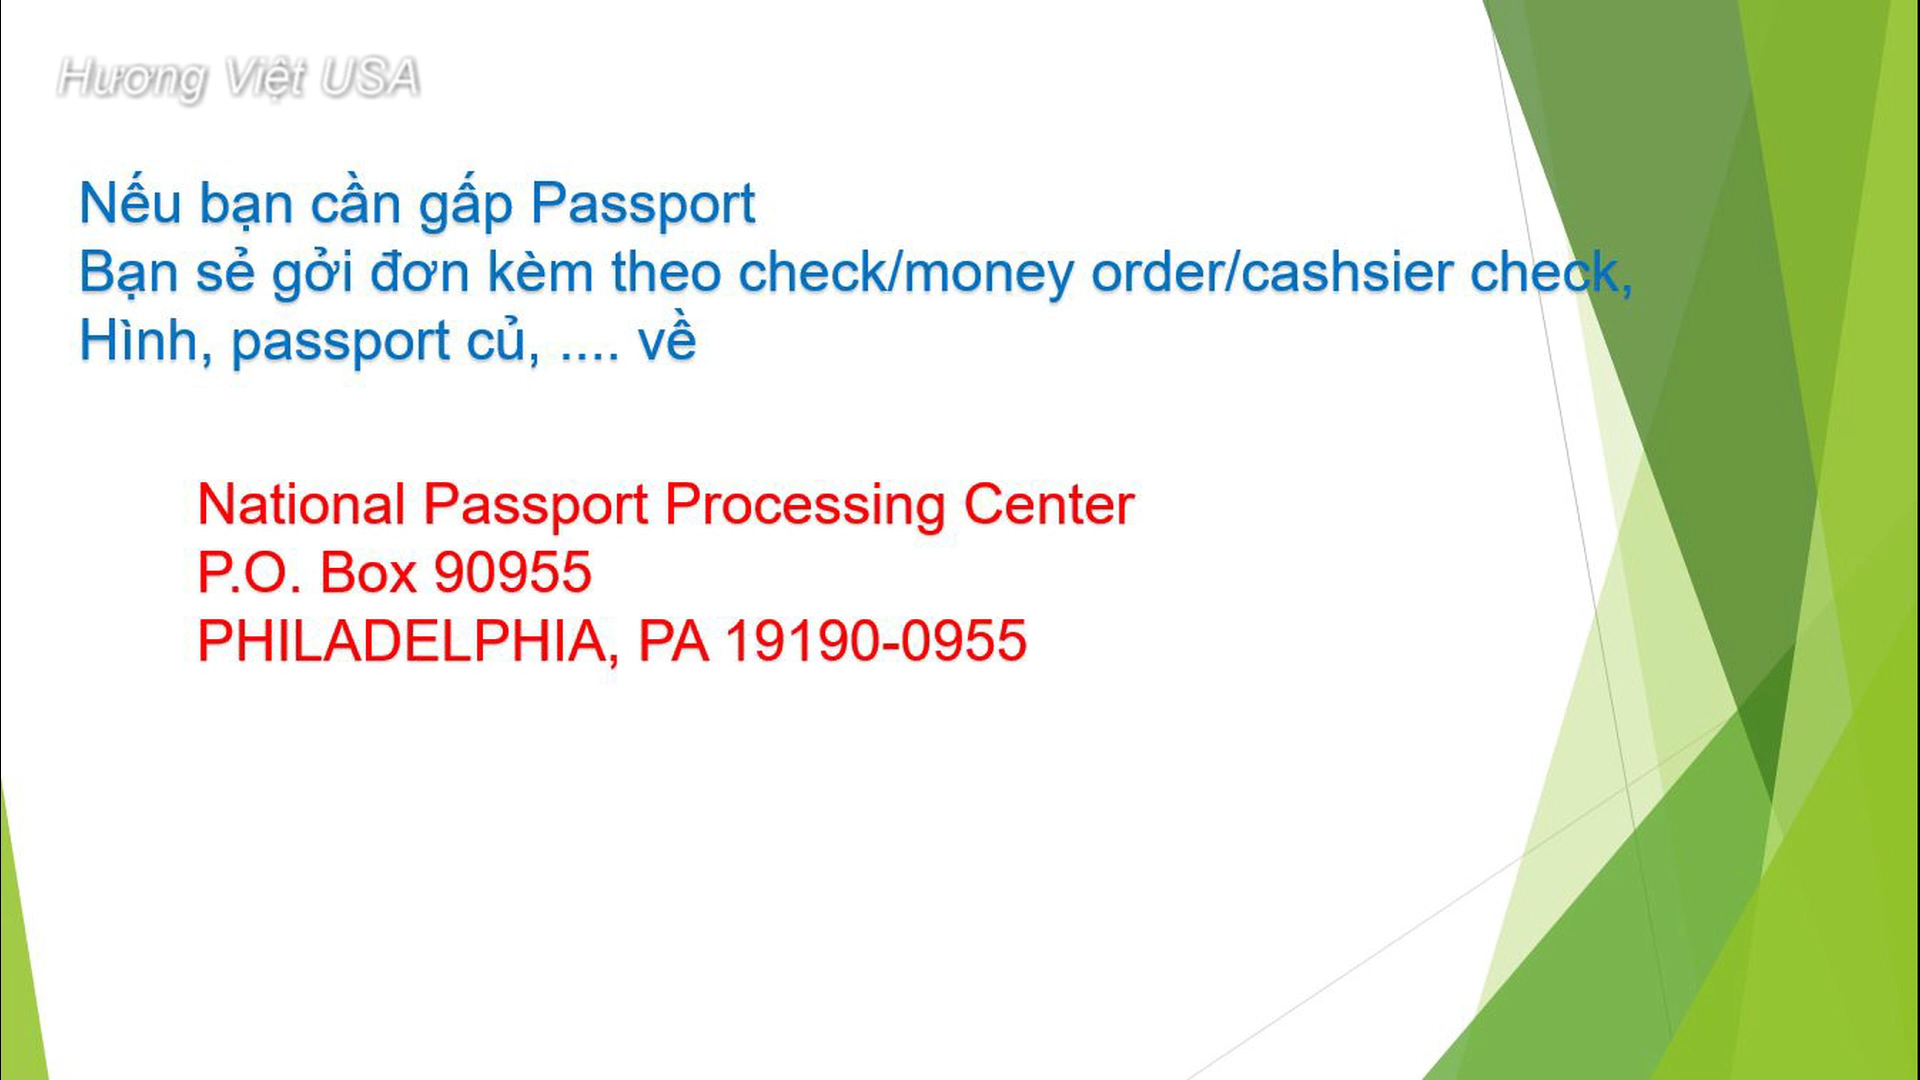 Hương Việt USA
Nếu bạn cần gấp Passport
Bạn sẻ gởi đơn kèm theo check/money order/cashsier check,
Hình, passport củ, .... về
National Passport Processing Center
P.O. Box 90955
PHILADELPHIA, PA 19190-0955